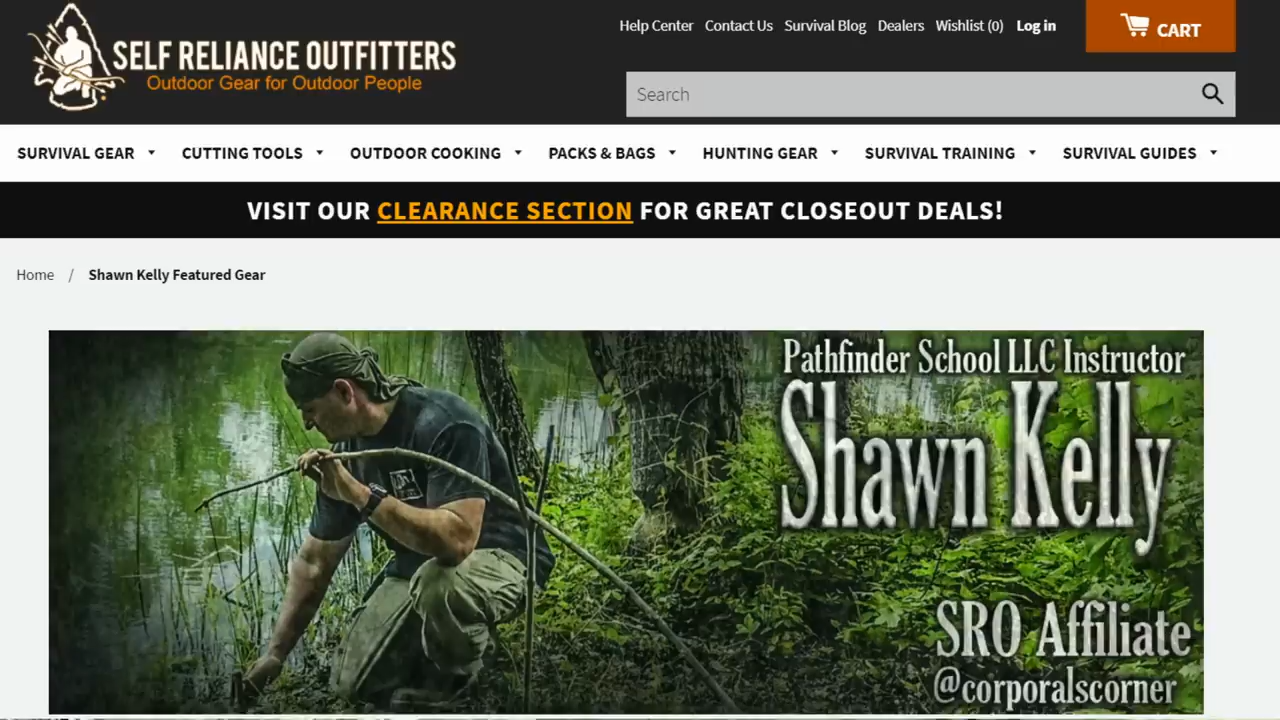 SELF RELIANCE OUTFITTERS
Outdoor Gear for Outdoor People
Help Center Contact Us Survival Blog Dealers Wishlist (0) Log in
CART
Search
SURVIVAL GEAR CUTTING TOOLS OUTDOOR COOKING PACKS & BAGS HUNTING GEAR SURVIVAL TRAINING SURVIVAL GUIDES
VISIT OUR CLEARANCE SECTION FOR GREAT CLOSEOUT DEALS!
Home / Shawn Kelly Featured Gear
Pathfinder School LLC Instructor
Shawn Kelly
SRO Affiliate
@corporalscorner